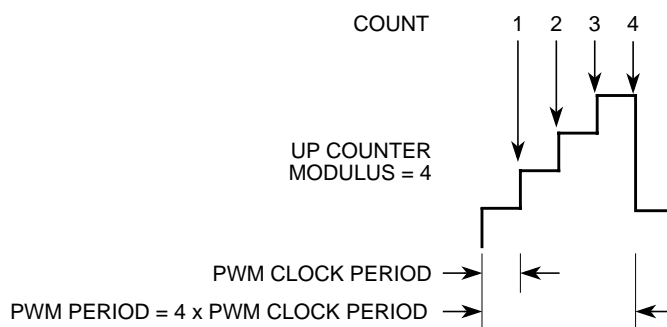 COUNT 1 2 3 4
UP COUNTER
MODULUS = 4
PWM CLOCK PERIOD
PWM PERIOD = 4 x PWM CLOCK PERIOD